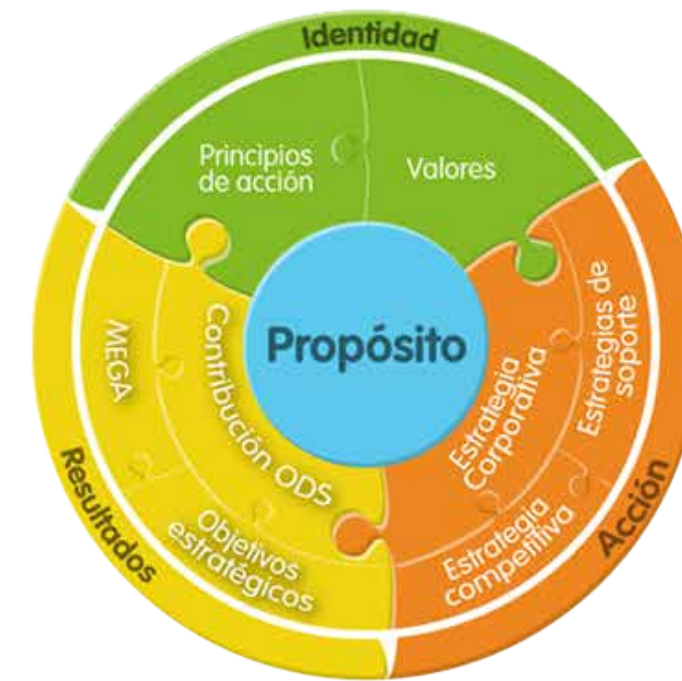 Identidad
Principios
de acción
Valores
Propósito
Estrategia
Corporativa
Estrategias de
soporte
Estrategia
competitiva
Acción
MEGA
Contribución ODS
Objetivos
estratégicos
Resultados